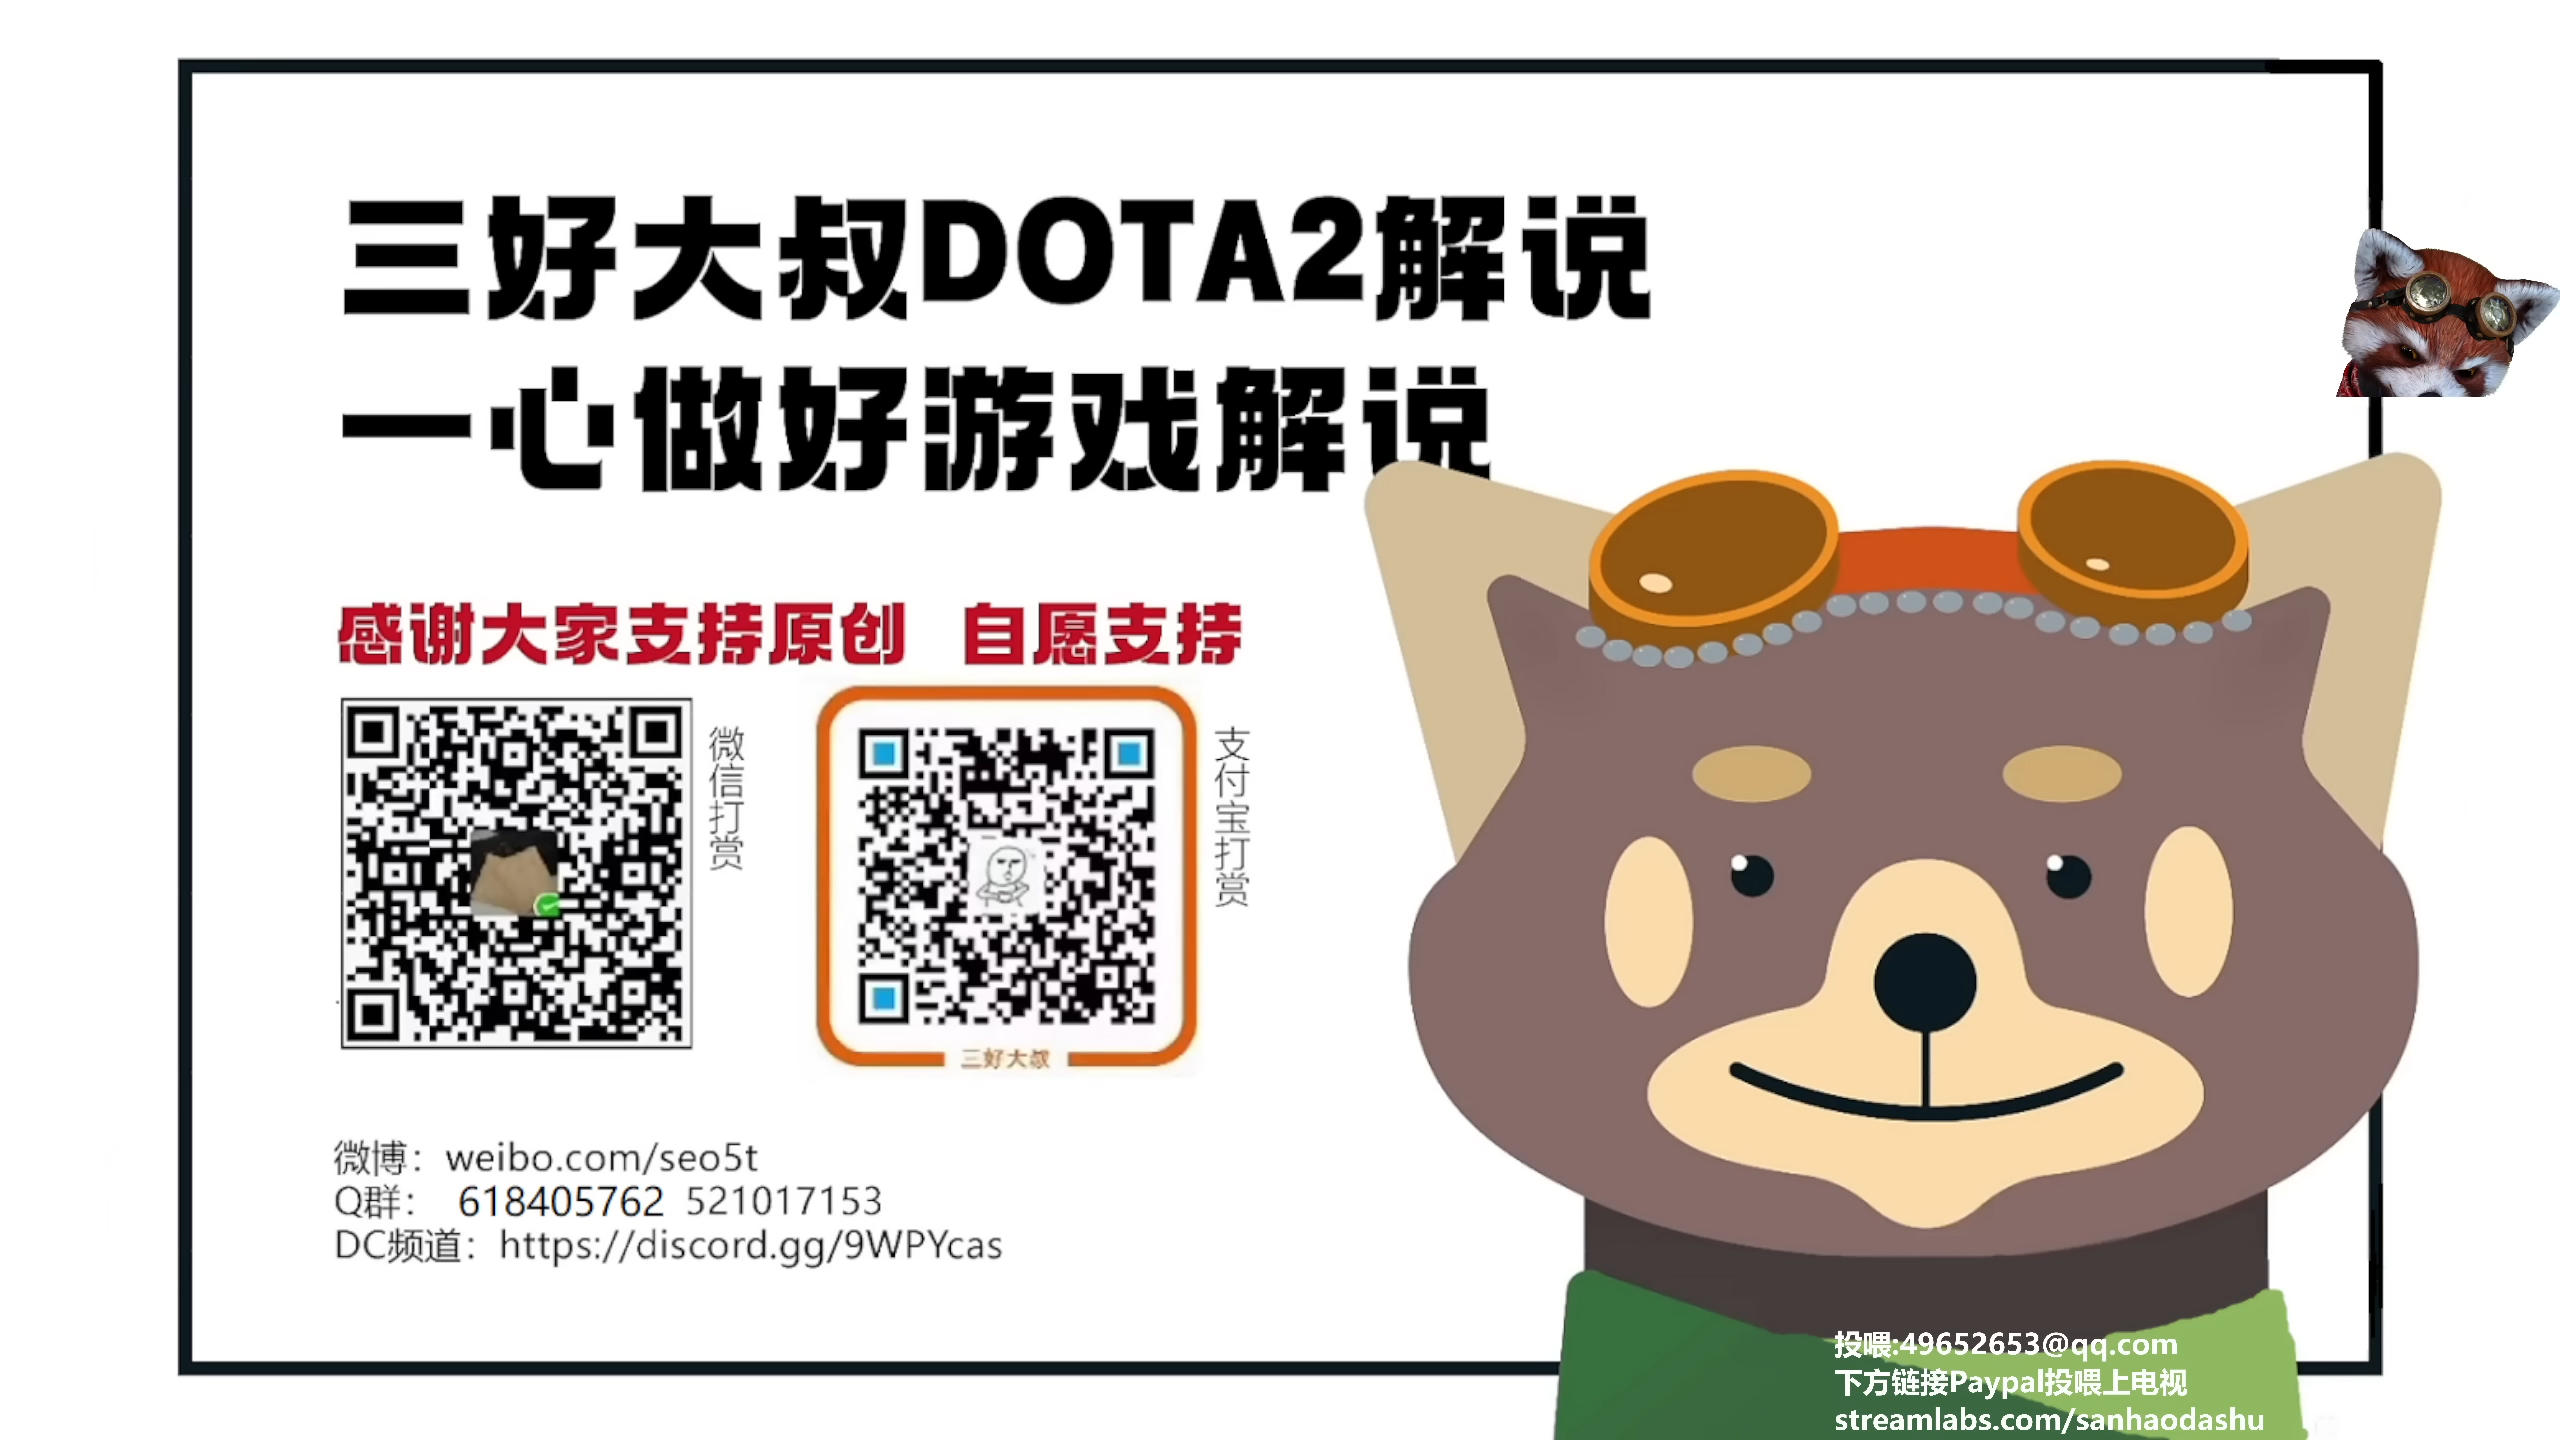 三好大叔DOTA2解说
一心做好游戏解说
感谢大家支持原创 自愿支持
微信打赏
支付宝打赏
三好大叔
微博：weibo.com/seo5t
Q群： 618405762 521017153
DC频道：https://discord.gg/9WPYcas
投喂:49652653@qq.com
下方链接Paypal投喂上电视
streamlabs.com/sanhaodashu